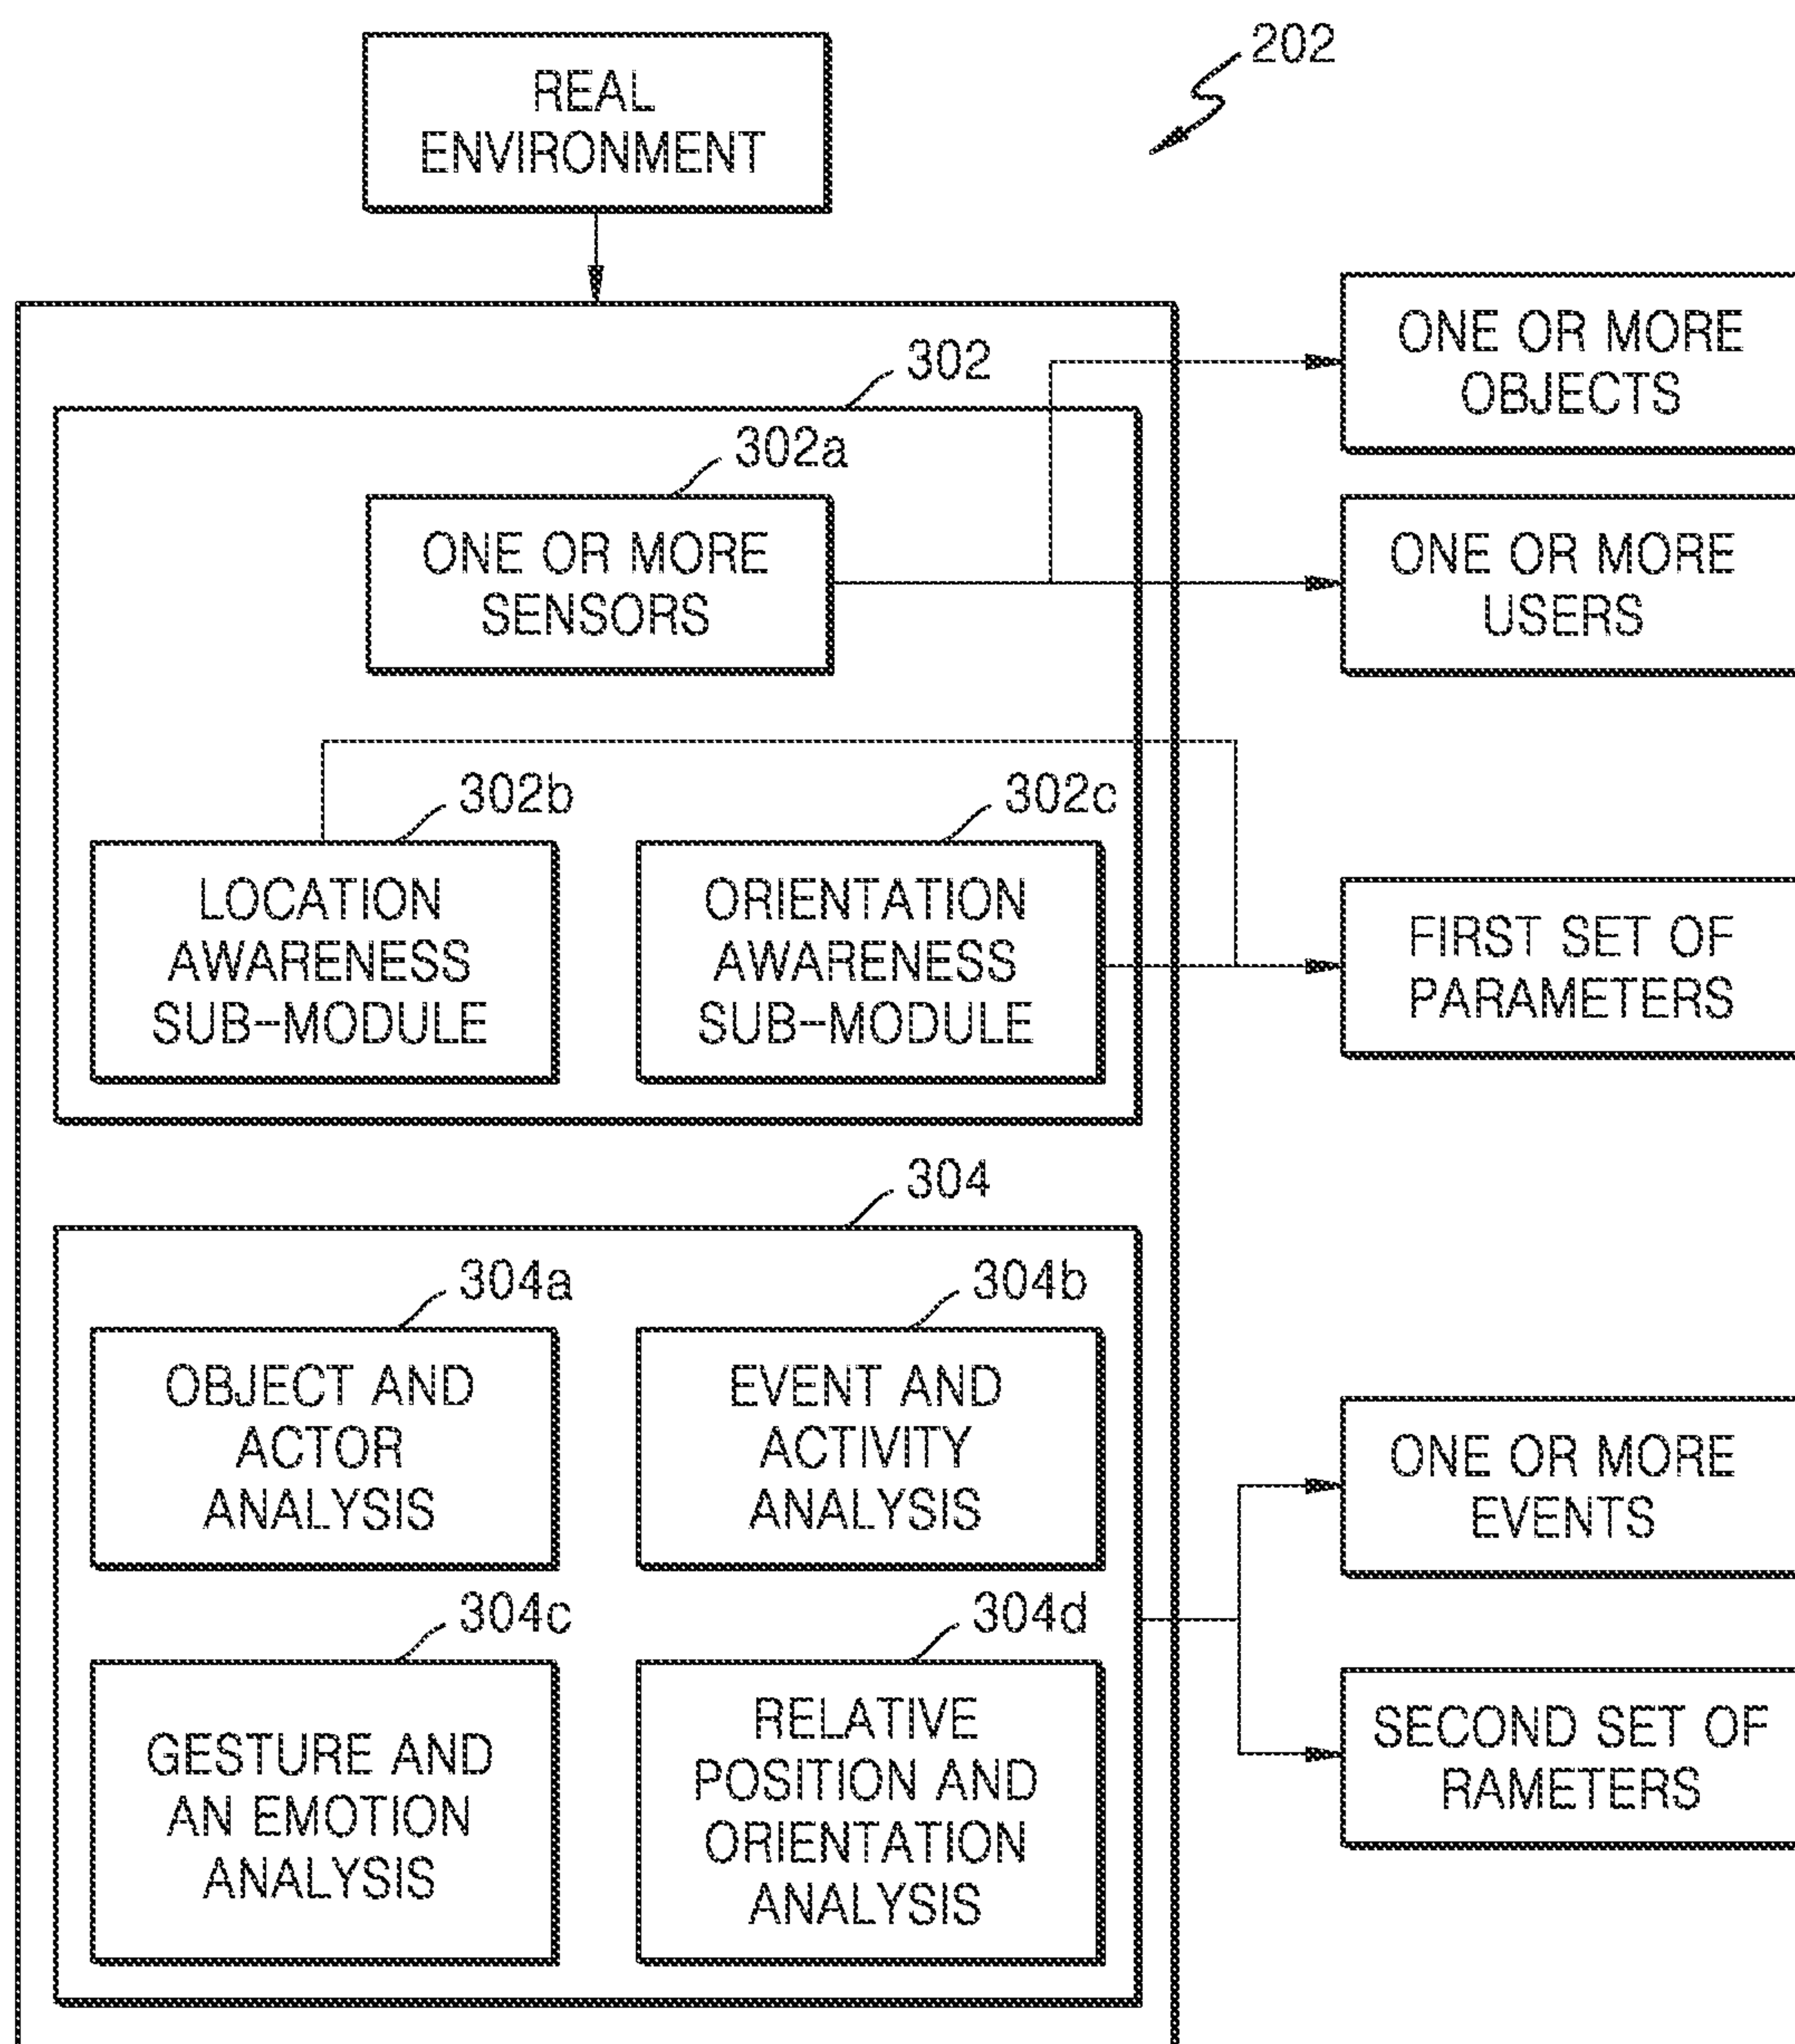 202
REAL
ENVIRONMENT
302
302a
ONE OR MORE
SENSORS
ONE OR MORE
OBJECTS
ONE OR MORE
USERS
302b
LOCATION
AWARENESS
SUB-MODULE
302c
ORIENTATION
AWARENESS
SUB-MODULE
FIRST SET OF
PARAMETERS
304
304a
OBJECT AND
ACTOR
ANALYSIS
304b
EVENT AND
ACTIVITY
ANALYSIS
304c
GESTURE AND
AN EMOTION
ANALYSIS
304d
RELATIVE
POSITION AND
ORIENTATION
ANALYSIS
ONE OR MORE
EVENTS
SECOND SET OF
RAMETERS